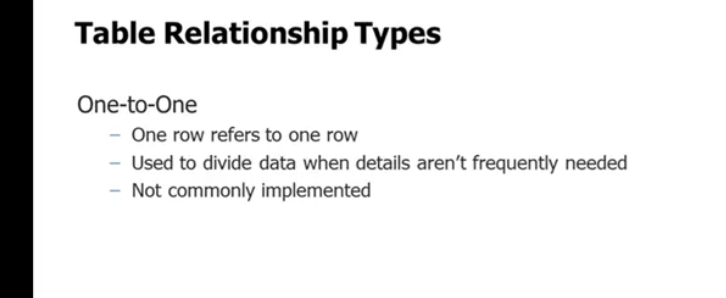 Table Relationship Types
One-to-One
– One row refers to one row
– Used to divide data when details aren’t frequently needed
– Not commonly implemented